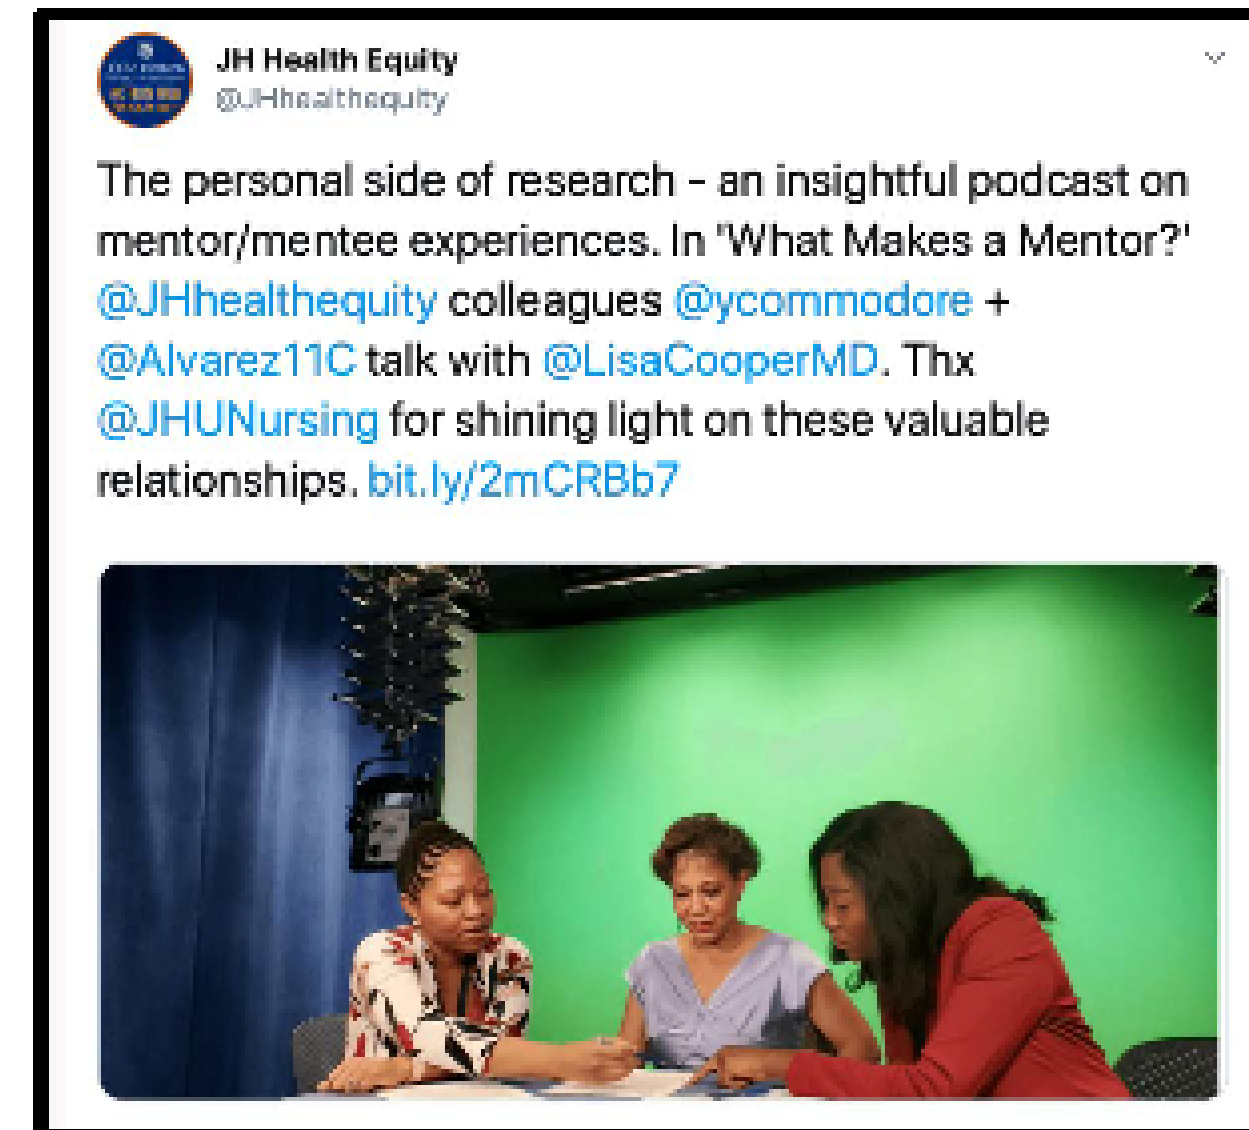 JH Health Equity
@JHhealthequity
The personal side of research - an insightful podcast on
mentor/mentee experiences. In 'What Makes a Mentor?'
@JHhealthequity colleagues @ycommodore +
@Alvarez11C talk with @LisaCooperMD. Thx
@JHUNursing for shining light on these valuable
relationships. bit.ly/2mCRBb7